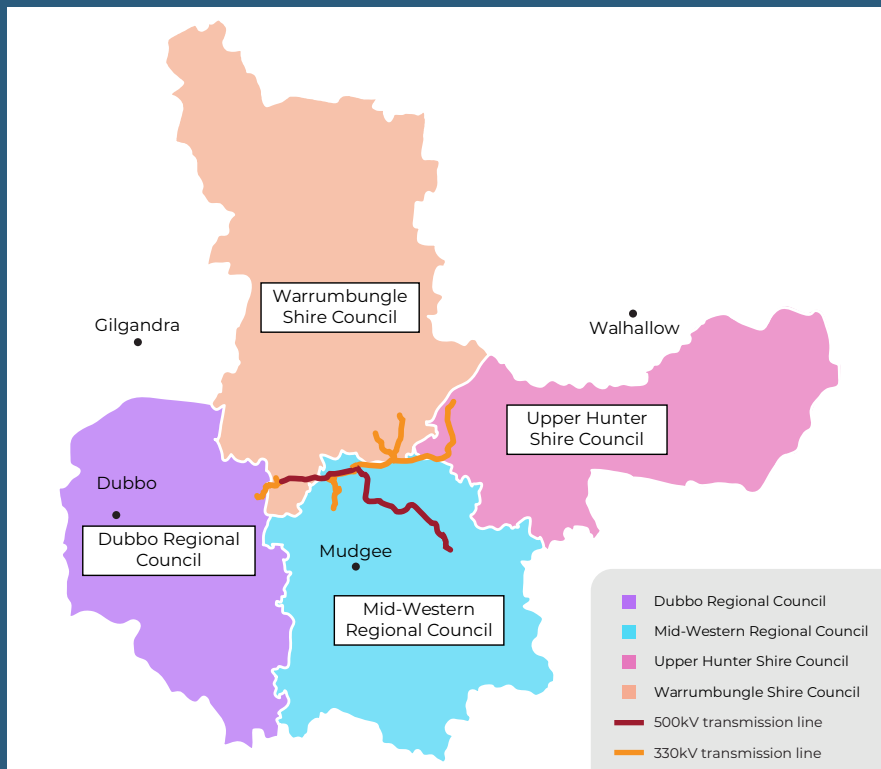 Warrumbungle
Shire Council
Gilgandra
Walhallow
Upper Hunter
Shire Council
Dubbo
Dubbo Regional
Council
Mudgee
Mid-Western
Regional Council
Dubbo Regional Council
Mid-Western Regional Council
Upper Hunter Shire Council
Warrumbungle Shire Council
500kV transmission line
330kV transmission line